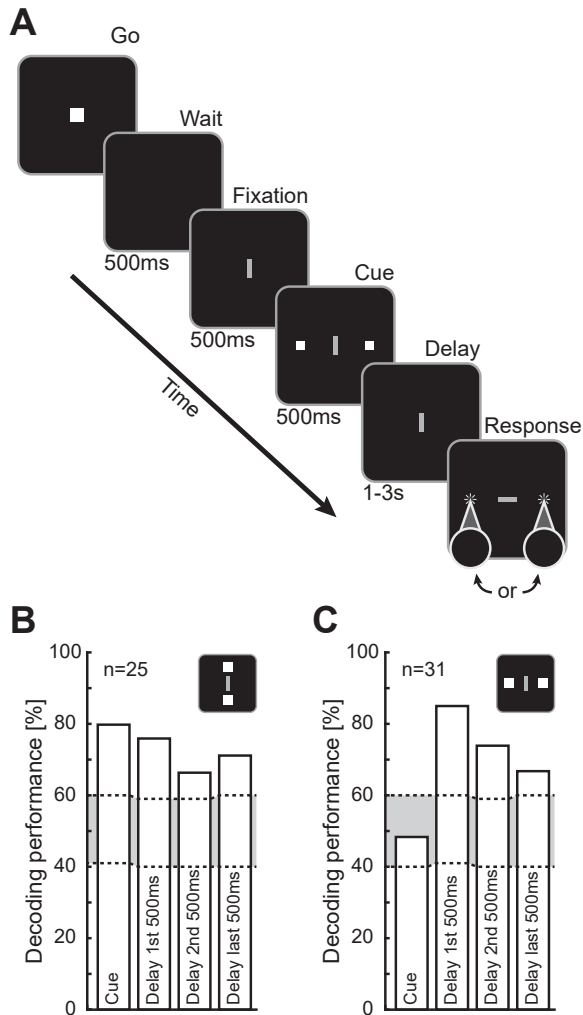 A
Go
Wait
500ms
Fixation
500ms
Cue
500ms
Delay
1-3s
Response
or
Time
B
Decoding performance [%]
100
80
60
40
20
0
n=25
Cue
Delay 1st 500ms
Delay 2nd 500ms
Delay last 500ms
C
Decoding performance [%]
100
80
60
40
20
0
n=31
Cue
Delay 1st 500ms
Delay 2nd 500ms
Delay last 500ms